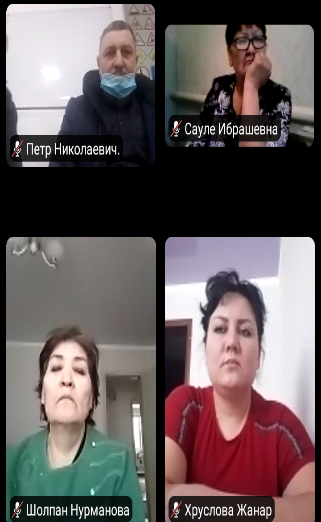 Петр Николаевич.
Сауле Ибрашевна
Шолпан Нурманова
Хруслова Жанар